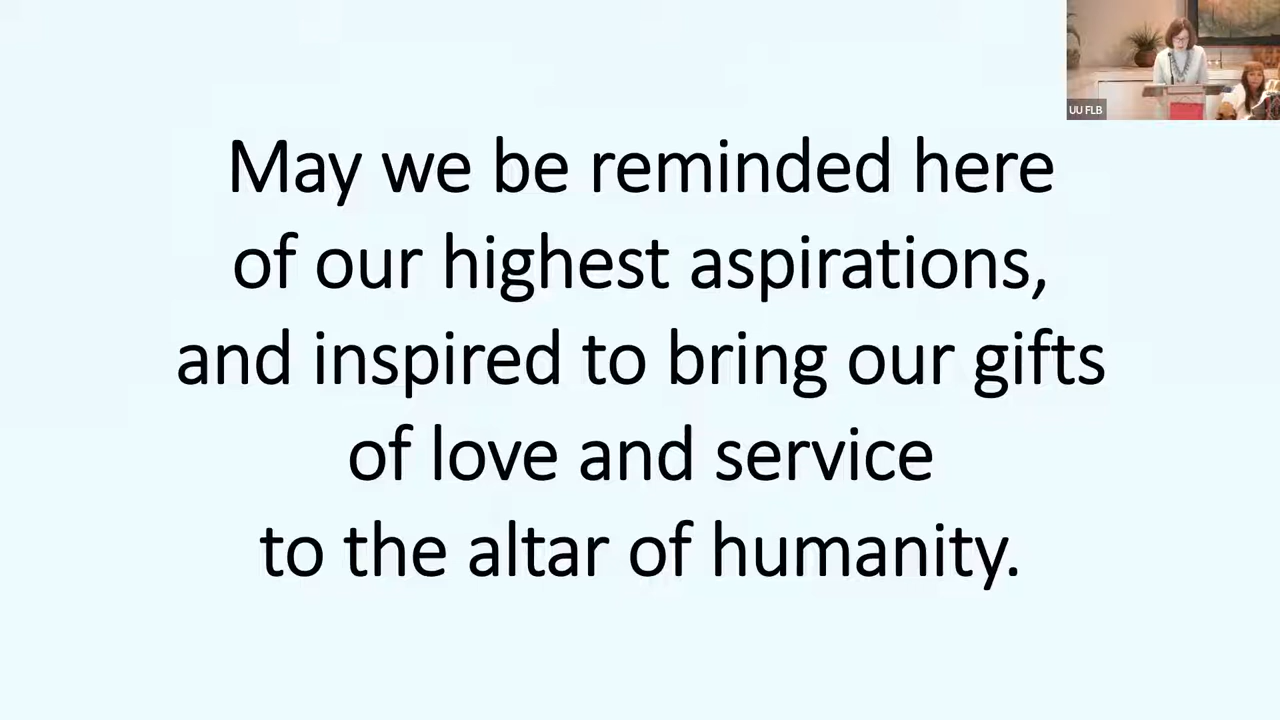 UU FLB
May we be reminded here
of our highest aspirations,
and inspired to bring our gifts
of love and service
to the altar of humanity.